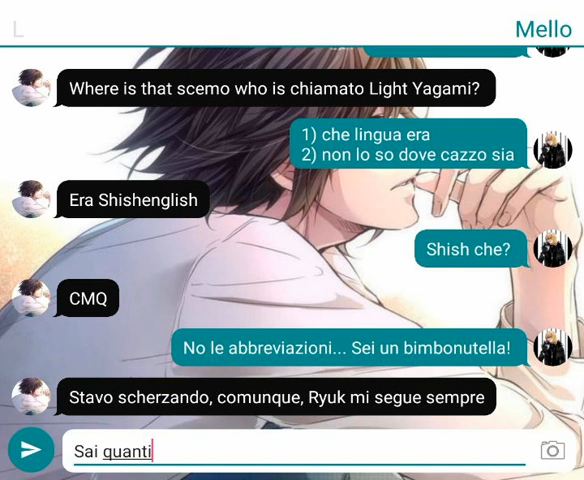 L
Mello
Where is that scemo who is chiamato Light Yagami?
1) che lingua era
2) non lo so dove cazzo sia
Era Shishenglish
Shish che?
CMQ
No le abbreviazioni... Sei un bimbonutella!
Stavo scherzando, comunque, Ryuk mi segue sempre
Sai quanti